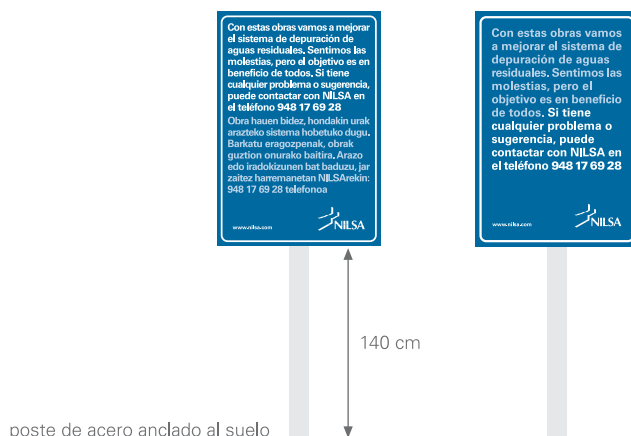 Con estas obras vamos a mejorar
el sistema de depuración de
aguas residuales. Sentimos las
molestias, pero el objetivo es en
beneficio de todos. Si tiene
cualquier problema o sugerencia,
puede contactar con NILSA en
el teléfono 948 17 69 28
Obra hauen bidez, hondakin urak
arazteko sistema hobetuko dugu.
Barkatu eragozpenak, obrak
guztion onurako baitira. Arazo
edo iradokizunen bat baduzu, jar
zaitez harremanetan NILSArekin:
948 17 69 28 telefonoa
www.nilsa.com
NILSA
Con estas obras vamos
a mejorar el sistema de
depuración de aguas
residuales. Sentimos las
molestias, pero el
objetivo es en beneficio
de todos. Si tiene
cualquier problema o
sugerencia, puede
contactar con NILSA en
el teléfono 948 17 69 28
www.nilsa.com
NILSA
140 cm
poste de acero anclado al suelo